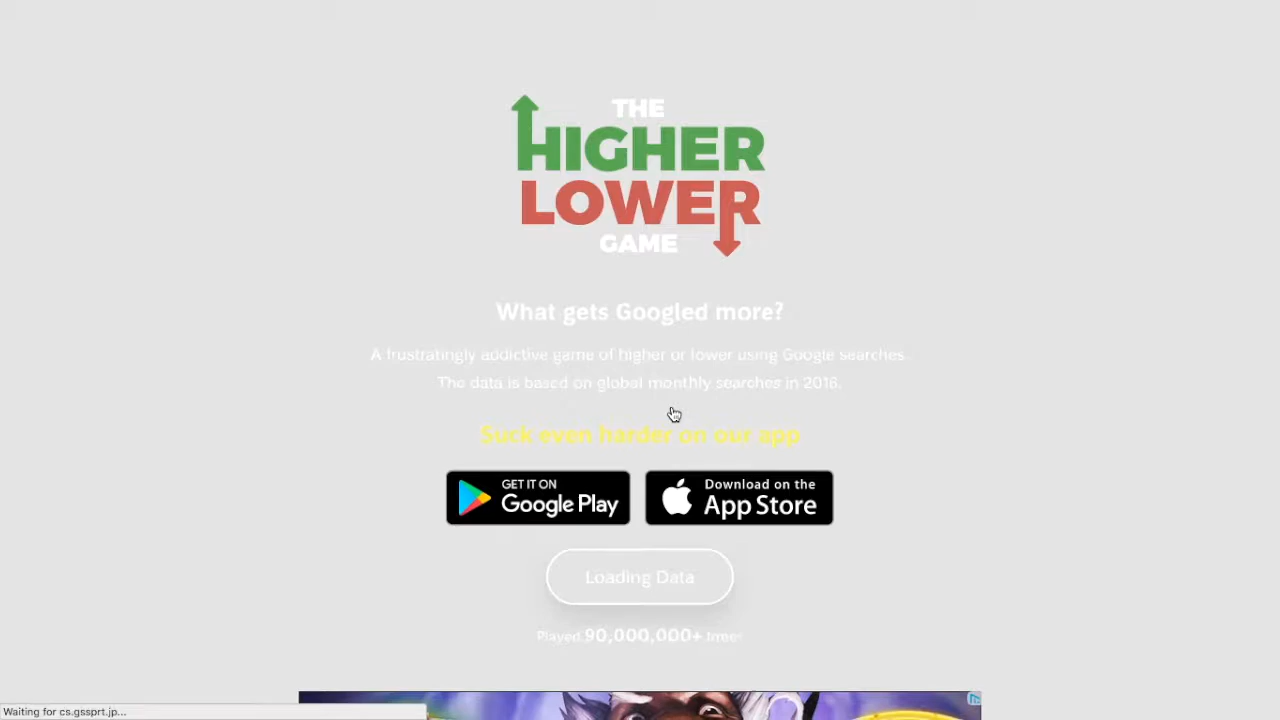 THE
HIGHER
LOWER
GAME
What gets Googled more?
A frustratingly addictive game of higher or lower using Google searches.
The data is based on global monthly searches in 2016.
Suck even harder on our app
GET IT ON
Google Play
Download on the
App Store
Loading Data
Played 90,000,000+ times
Waiting for cs.gssprt.jp...